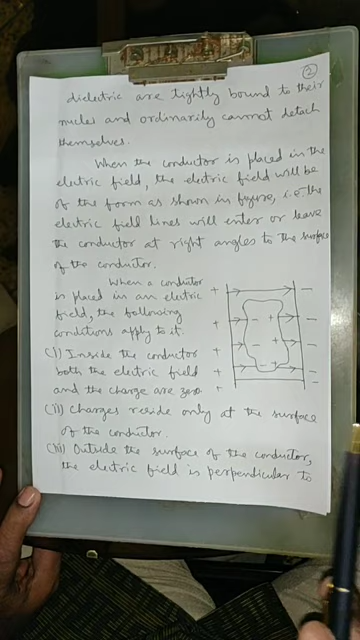 (2)
dielectric are tightly bound to their
nuclei and ordinarily cannot detach
themselves.
When the conductor is placed in the
electric field, the electric field will be
of the form as shown in figure, i.e. the
electric field lines will enter or leave
the conductor at right angles to the surface
of the conductor.
When a conductor
is placed in an electric
field, the following
conditions apply to it.
(i) Inside the conductor
both the electric field
and the charge are zero
+ -
+ - + -
+ - + -
+ - + -
+ -
(ii) Charges reside only at the surface
of the conductor.
(iii) Outside the surface of the conductor,
the electric field is perpendicular to